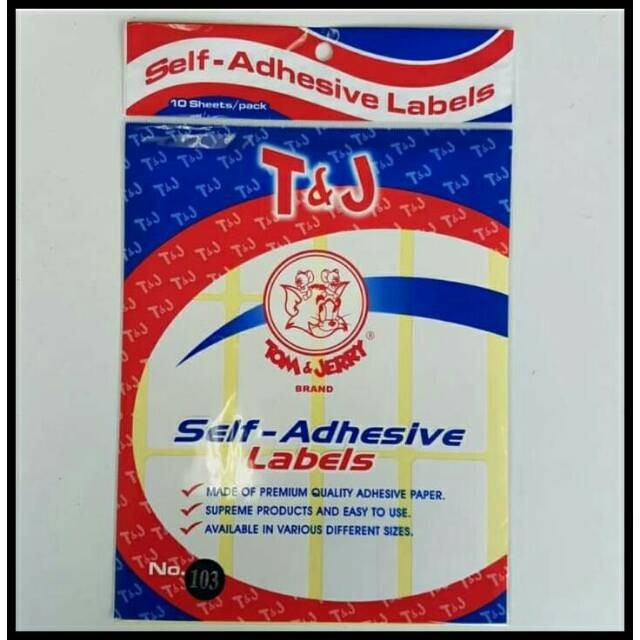 Self-Adhesive Labels
10 Sheets/pack
T&J
TOM & JERRY ®
BRAND
Self-Adhesive
Labels
MADE OF PREMIUM QUALITY ADHESIVE PAPER.
SUPREME PRODUCTS AND EASY TO USE.
AVAILABLE IN VARIOUS DIFFERENT SIZES.
No. 103